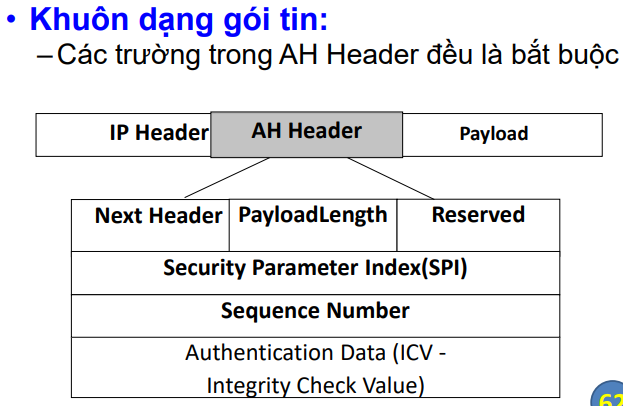 • Khuôn dạng gói tin:
–Các trường trong AH Header đều là bắt buộc
IP Header AH Header Payload
Next Header PayloadLength Reserved
Security Parameter Index(SPI)
Sequence Number
Authentication Data (ICV -
Integrity Check Value)
62